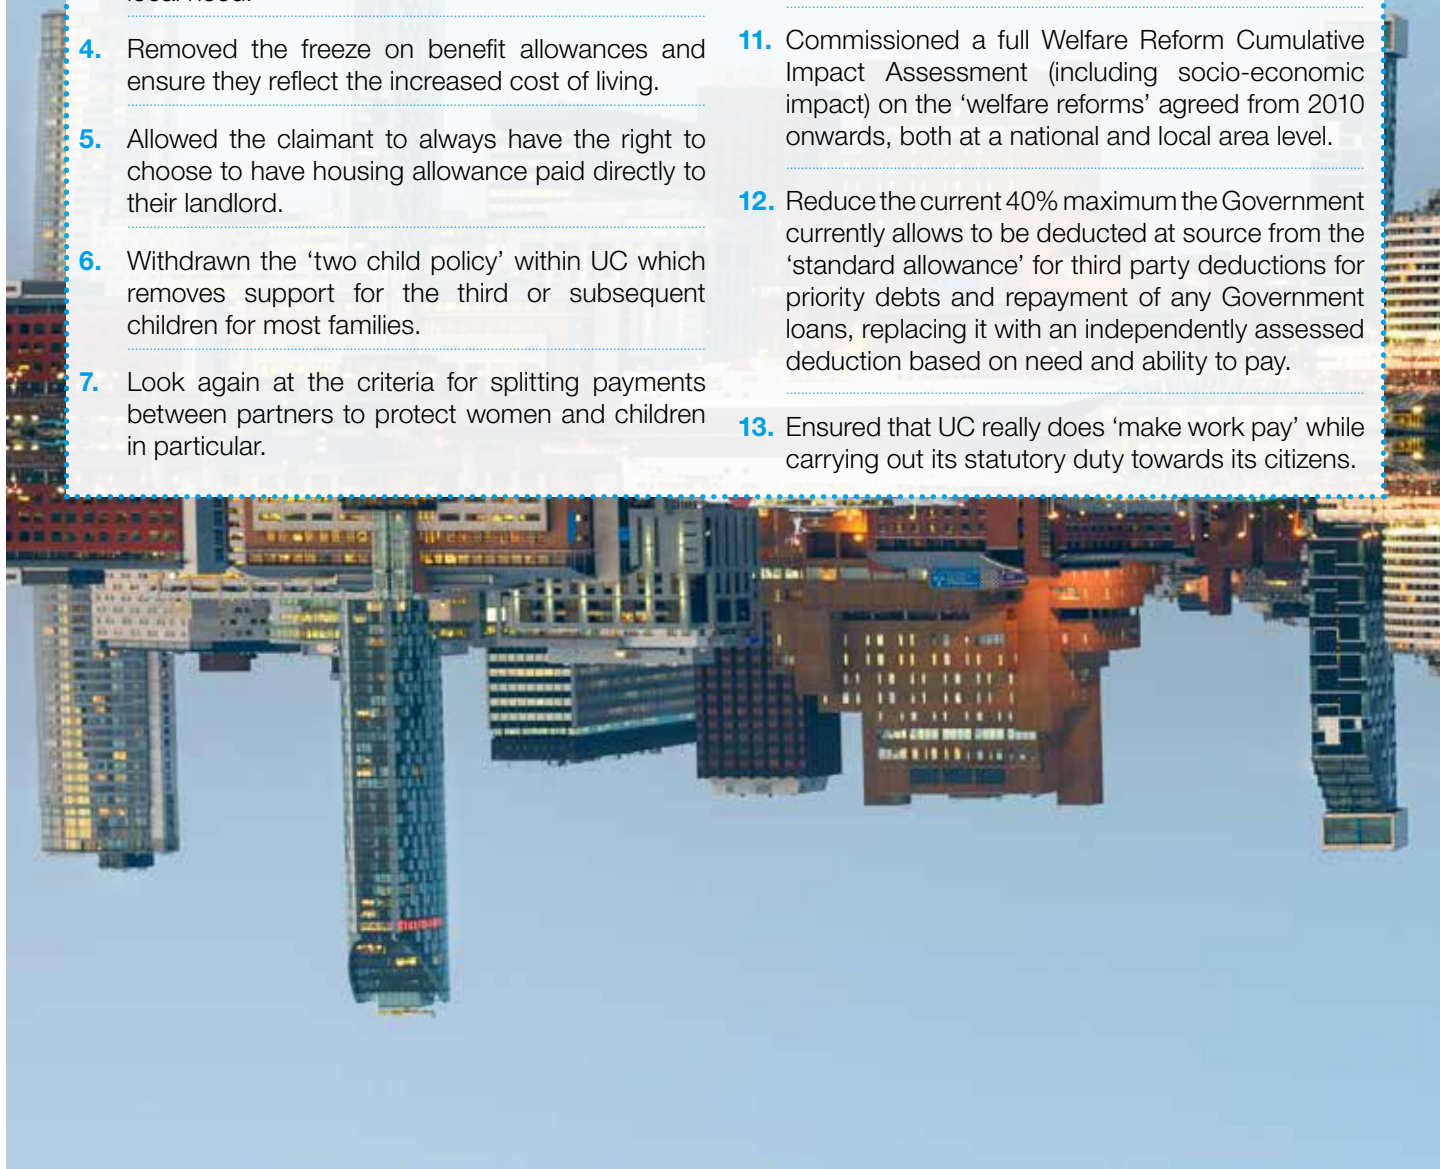 local need.
4. Removed the freeze on benefit allowances and
ensure they reflect the increased cost of living.
5. Allowed the claimant to always have the right to
choose to have housing allowance paid directly to
their landlord.
6. Withdrawn the ‘two child policy’ within UC which
removes support for the third or subsequent
children for most families.
7. Look again at the criteria for splitting payments
between partners to protect women and children
in particular.
11. Commissioned a full Welfare Reform Cumulative
Impact Assessment (including socio-economic
impact) on the ‘welfare reforms’ agreed from 2010
onwards, both at a national and local area level.
12. Reduce the current 40% maximum the Government
currently allows to be deducted at source from the
‘standard allowance’ for third party deductions for
priority debts and repayment of any Government
loans, replacing it with an independently assessed
deduction based on need and ability to pay.
13. Ensured that UC really does ‘make work pay’ while
carrying out its statutory duty towards its citizens.